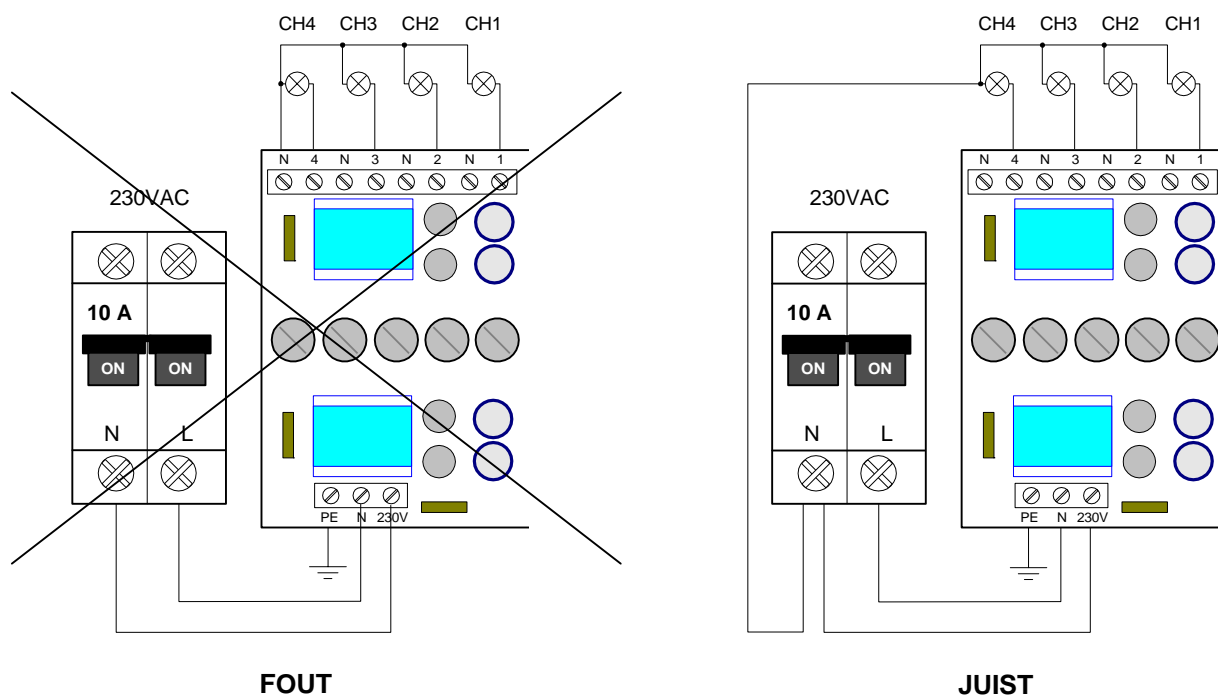 CH4 CH3 CH2 CH1
N 4 N 3 N 2 N 1
230VAC
10 A
ON ON
N L
PE N 230V
FOUT
CH4 CH3 CH2 CH1
N 4 N 3 N 2 N 1
230VAC
10 A
ON ON
N L
PE N 230V
JUIST